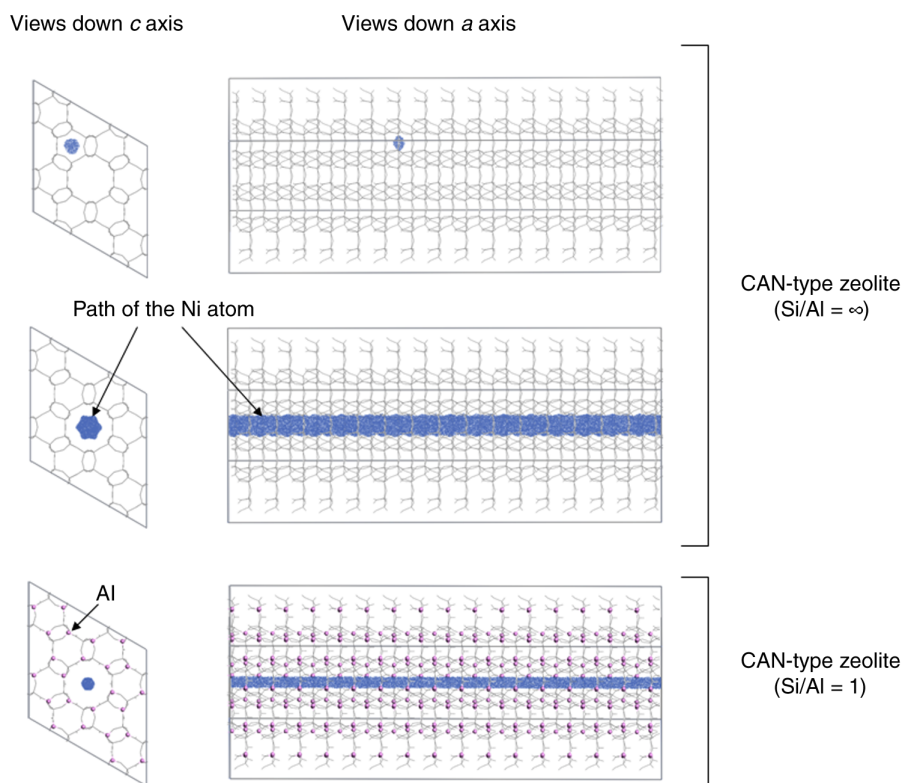 Views down c axis
Views down a axis
CAN-type zeolite
(Si/Al = ∞)
Path of the Ni atom
Al
CAN-type zeolite
(Si/Al = 1)